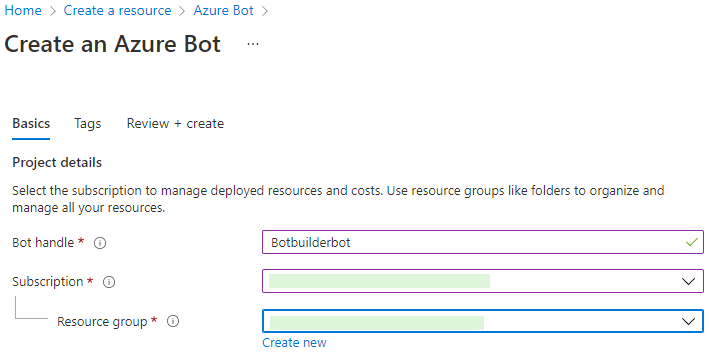 Home > Create a resource > Azure Bot >
Create an Azure Bot ...
Basics Tags Review + create
Project details
Select the subscription to manage deployed resources and costs. Use resource groups like folders to organize and
manage all your resources.
Bot handle * Botbuilderbot
Subscription *
Resource group *
Create new